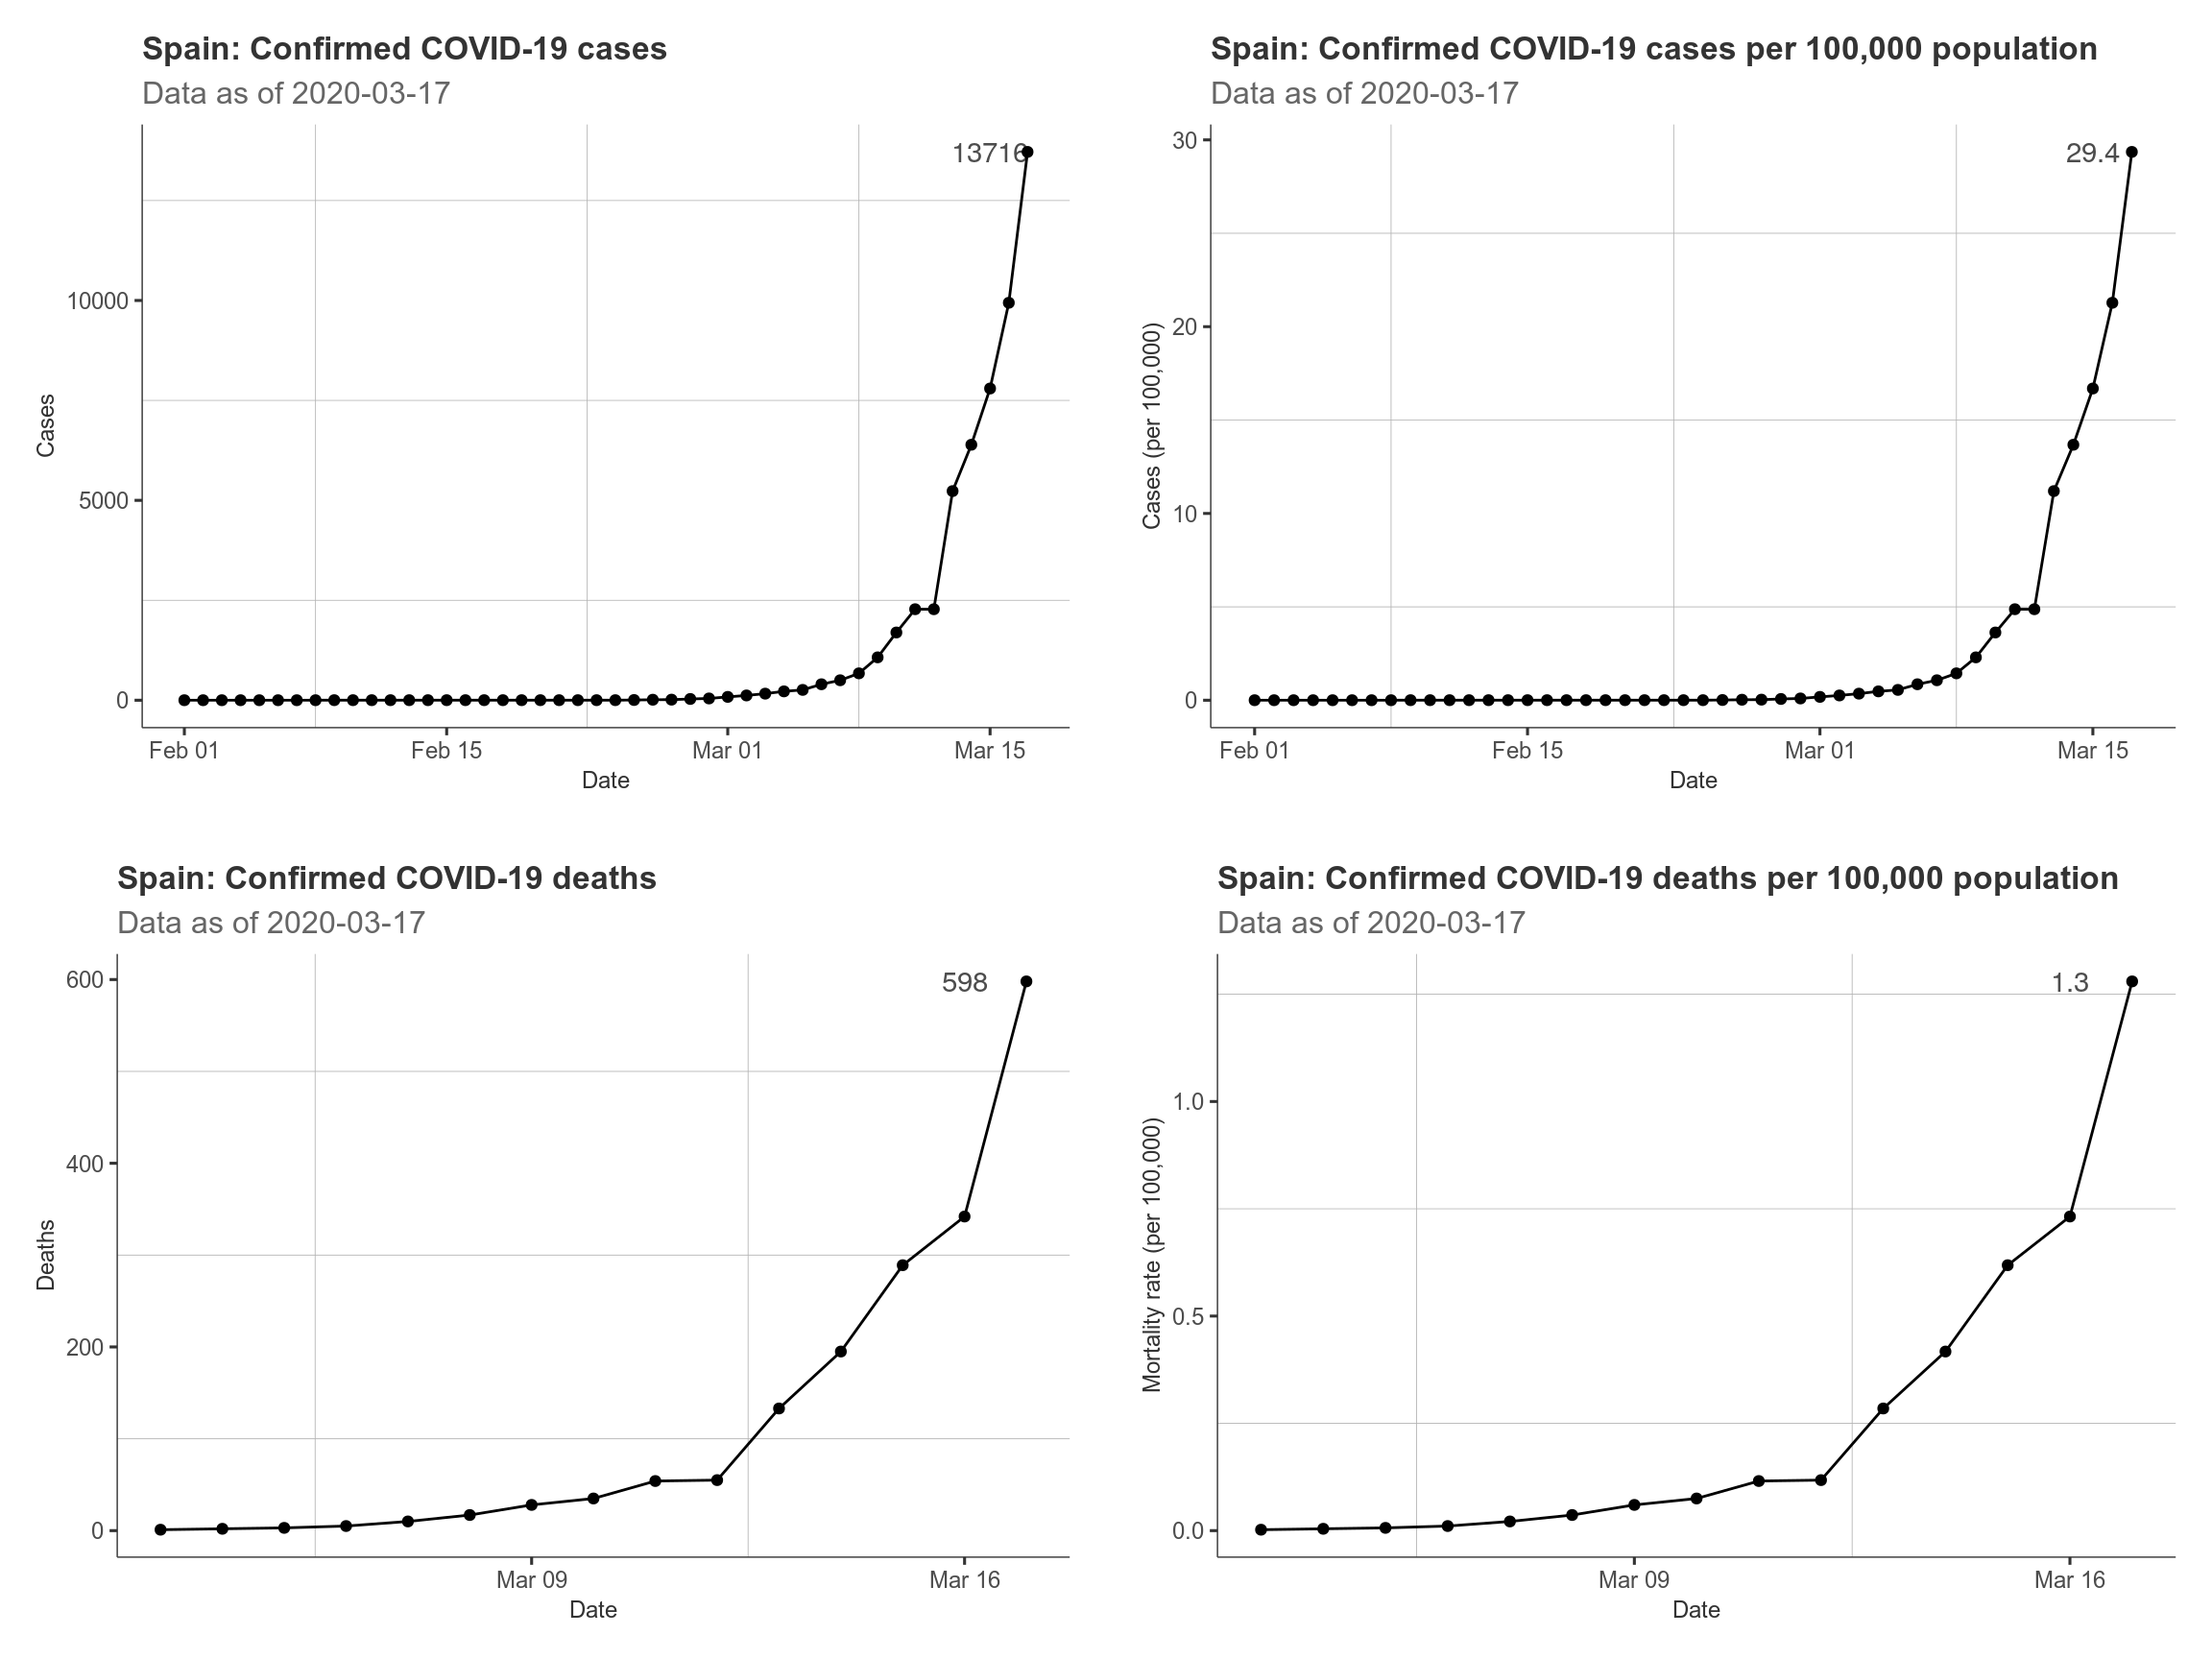 Spain: Confirmed COVID-19 cases
Data as of 2020-03-17
13716
10000
5000
0
Cases
Feb 01 Feb 15 Mar 01 Mar 15
Date
Spain: Confirmed COVID-19 cases per 100,000 population
Data as of 2020-03-17
30
29.4
20
10
0
Cases (per 100,000)
Feb 01 Feb 15 Mar 01 Mar 15
Date
Spain: Confirmed COVID-19 deaths
Data as of 2020-03-17
600
598
400
200
0
Deaths
Mar 09 Mar 16
Date
Spain: Confirmed COVID-19 deaths per 100,000 population
Data as of 2020-03-17
1.3
1.0
0.5
0.0
Mortality rate (per 100,000)
Mar 09 Mar 16
Date